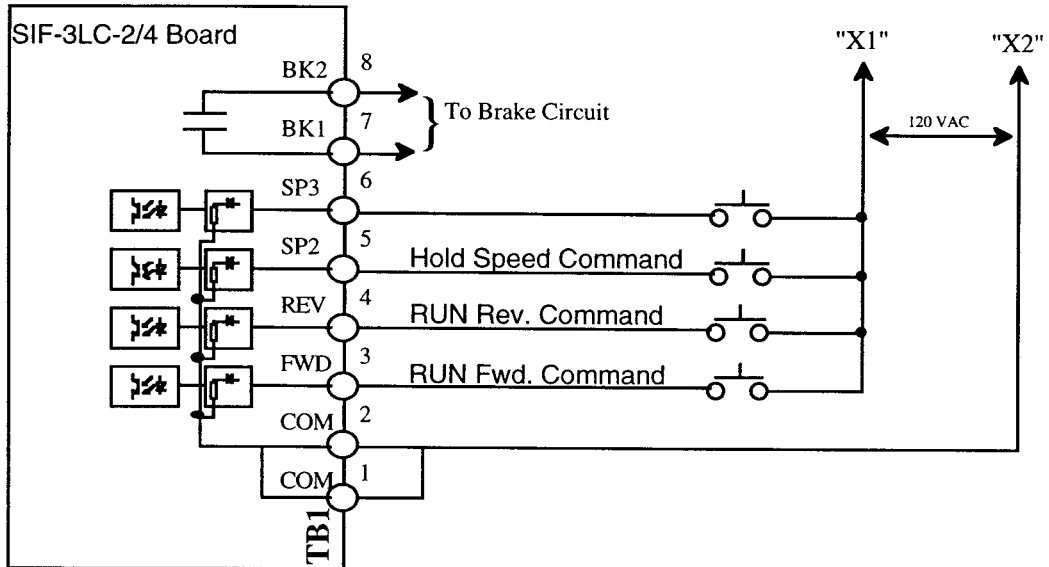 SIF-3LC-2/4 Board
"X1"
"X2"
BK2 8
To Brake Circuit
120 VAC
BK1 7
SP3 6
SP2 5
Hold Speed Command
REV 4
RUN Rev. Command
FWD 3
RUN Fwd. Command
COM 2
COM 1
TB1